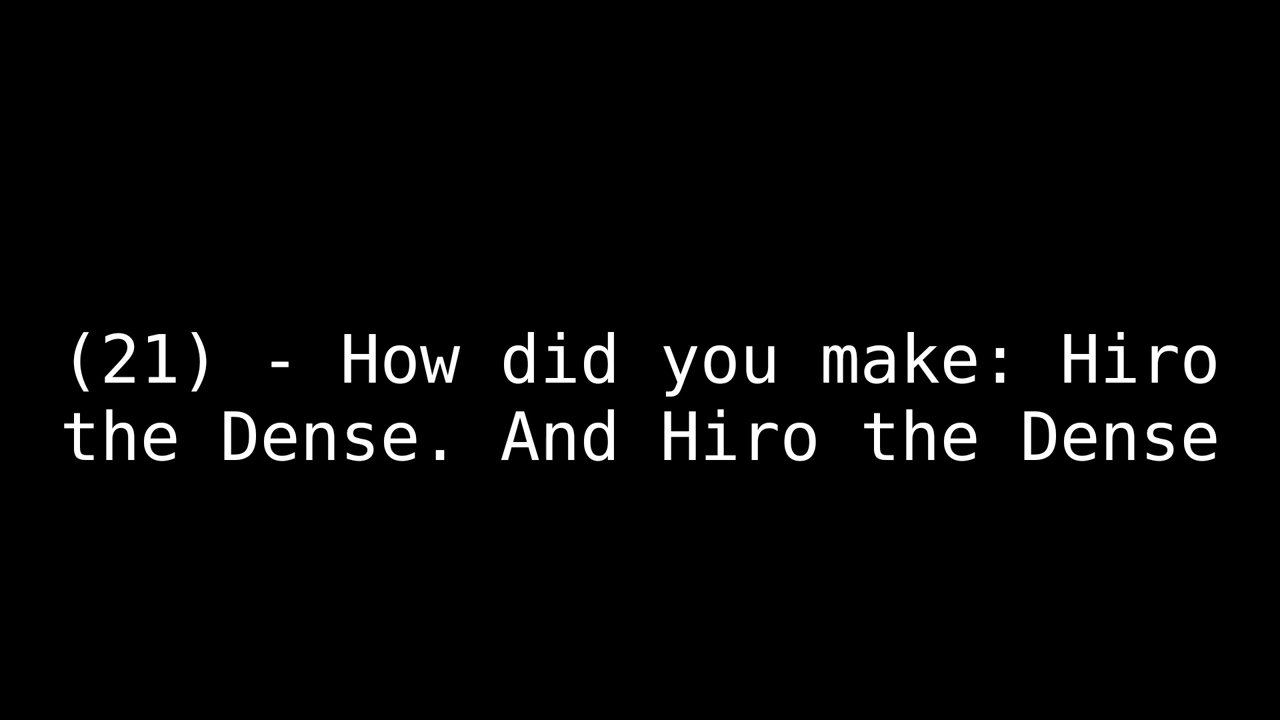 (21) - How did you make: Hiro
the Dense. And Hiro the Dense